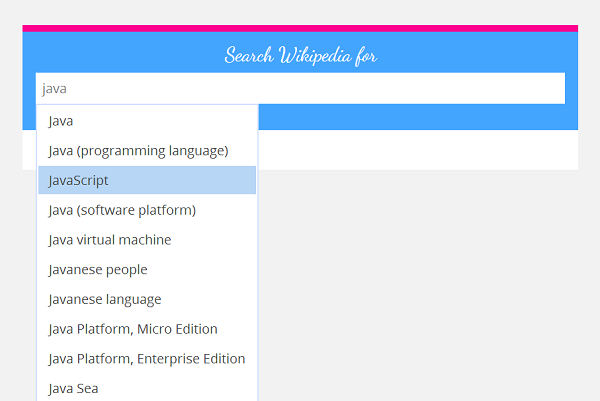 Search Wikipedia for
java
Java
Java (programming language)
JavaScript
Java (software platform)
Java virtual machine
Javanese people
Javanese language
Java Platform, Micro Edition
Java Platform, Enterprise Edition
Java Sea